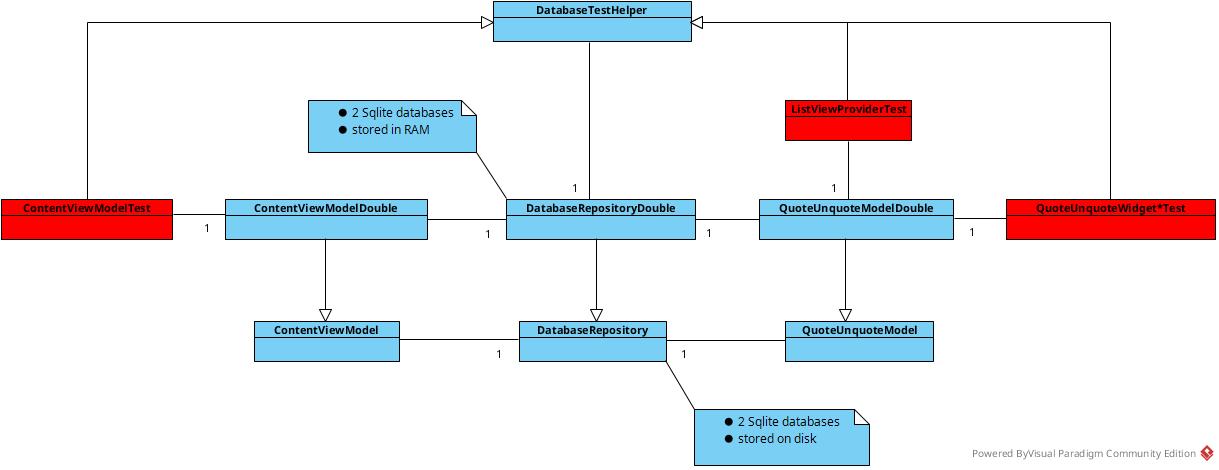 DatabaseTestHelper
● 2 Sqlite databases
● stored in RAM
ListViewProviderTest
1
1
ContentViewModelTest
ContentViewModelDouble
DatabaseRepositoryDouble
QuoteUnquoteModelDouble
QuoteUnquoteWidget*Test
1
1
1
1
ContentViewModel
DatabaseRepository
QuoteUnquoteModel
1
1
● 2 Sqlite databases
● stored on disk
Powered ByVisual Paradigm Community Edition